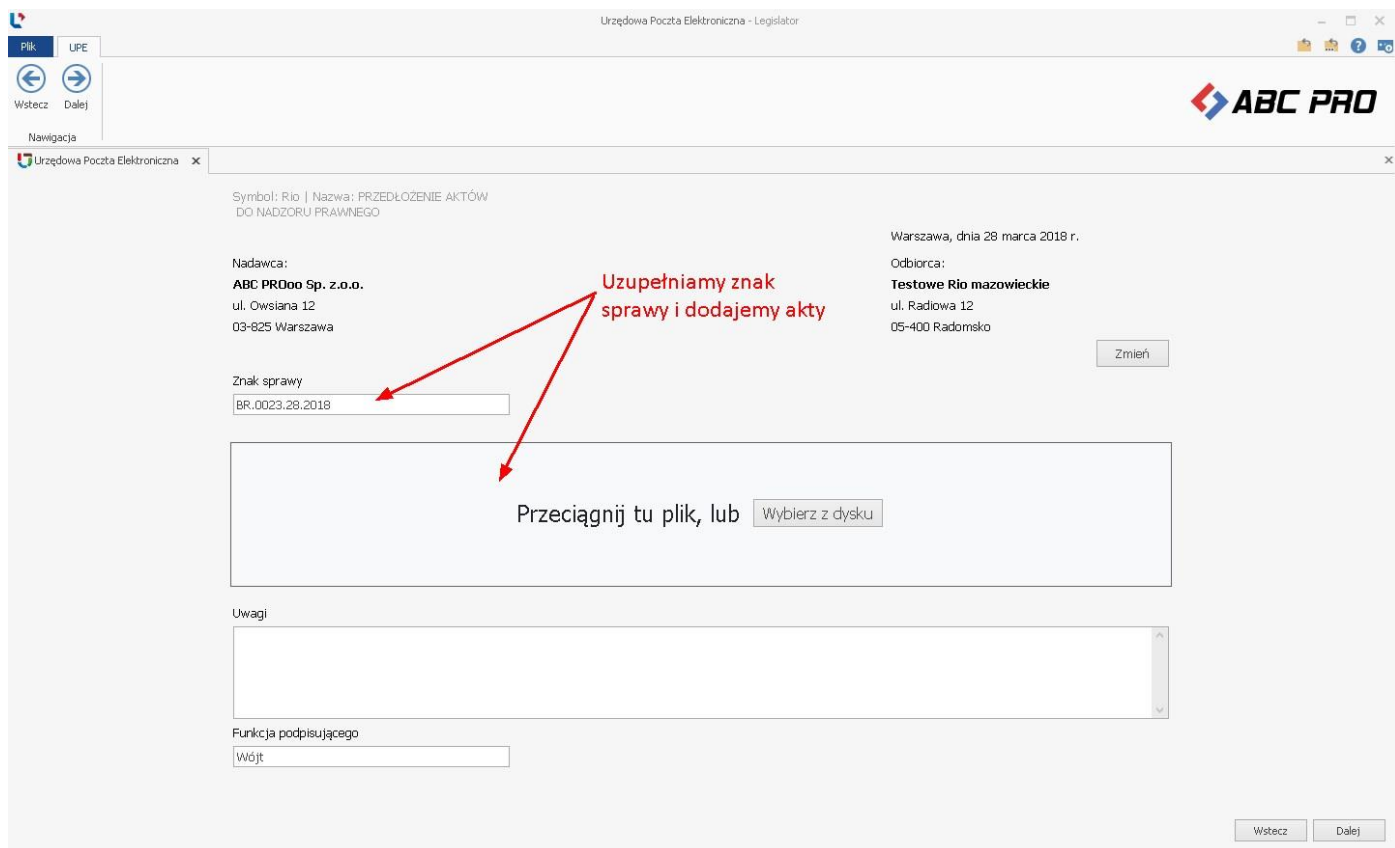 Urzędowa Poczta Elektroniczna - Legislator
Plik UPE
Wstecz Dalej
Nawigacja
ABC PRO
Urzędowa Poczta Elektroniczna
Symbol: Rio | Nazwa: PRZEDŁOŻENIE AKTÓW
DO NADZORU PRAWNEGO
Warszawa, dnia 28 marca 2018 r.
Nadawca:
ABC PROoo Sp. z.o.o.
ul. Owsiana 12
03-825 Warszawa
Uzupełniamy znak
sprawy i dodajemy akty
Odbiorca:
Testowe Rio mazowieckie
ul. Radiowa 12
05-400 Radomsko
Zmień
Znak sprawy
BR.0023.28.2018
Przeciągnij tu plik, lub Wybierz z dysku
Uwagi
Funkcja podpisującego
Wójt
Wstecz Dalej